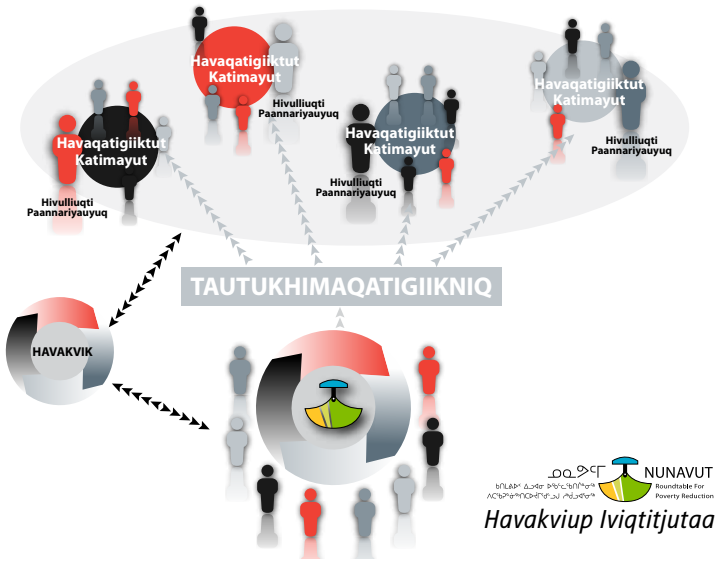 Havaqatigiiktut
Katimayut
Hivulliuqti
Paannariyauyuq
Havaqatigiiktut
Katimayut
Hivulliuqti
Paannariyauyuq
Havaqatigiiktut
Katimayut
Hivulliuqti
Paannariyauyuq
Havaqatigiiktut
Katimayut
Hivulliuqti
Paannariyauyuq
TAUTUKHIMAQATIGIIKNIQ
HAVAKVIK
ᓄᓇᕗᒻᒥ
NUNAVUT
Roundtable For
Poverty Reduction
Havakviup Iviqtitjutaa